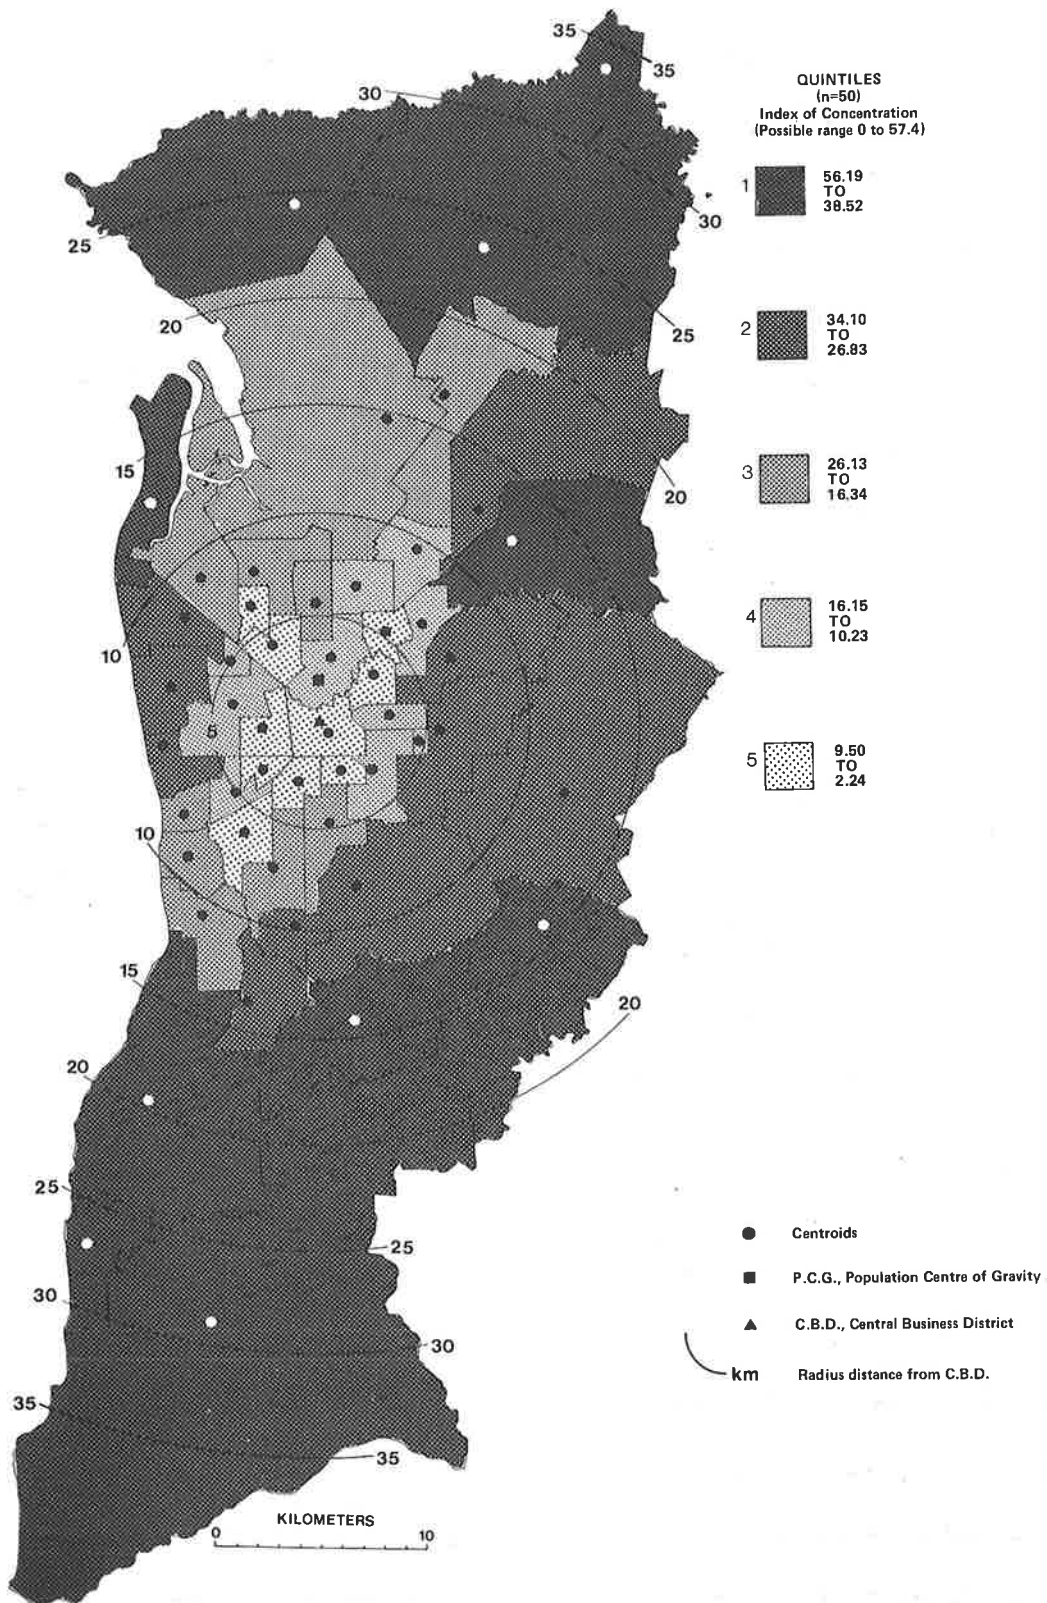 35
35
30
QUINTILES
(n=50)
Index of Concentration
(Possible range 0 to 57.4)
1
56.19
TO
38.52
30
25
20
2
34.10
TO
26.83
25
15
3
26.13
TO
16.34
20
4
16.15
TO
10.23
10
5
5
9.50
TO
2.24
10
15
20
20
25
25
Centroids
P.C.G., Population Centre of Gravity
30
C.B.D., Central Business District
30
km
Radius distance from C.B.D.
35
35
KILOMETERS
0
10